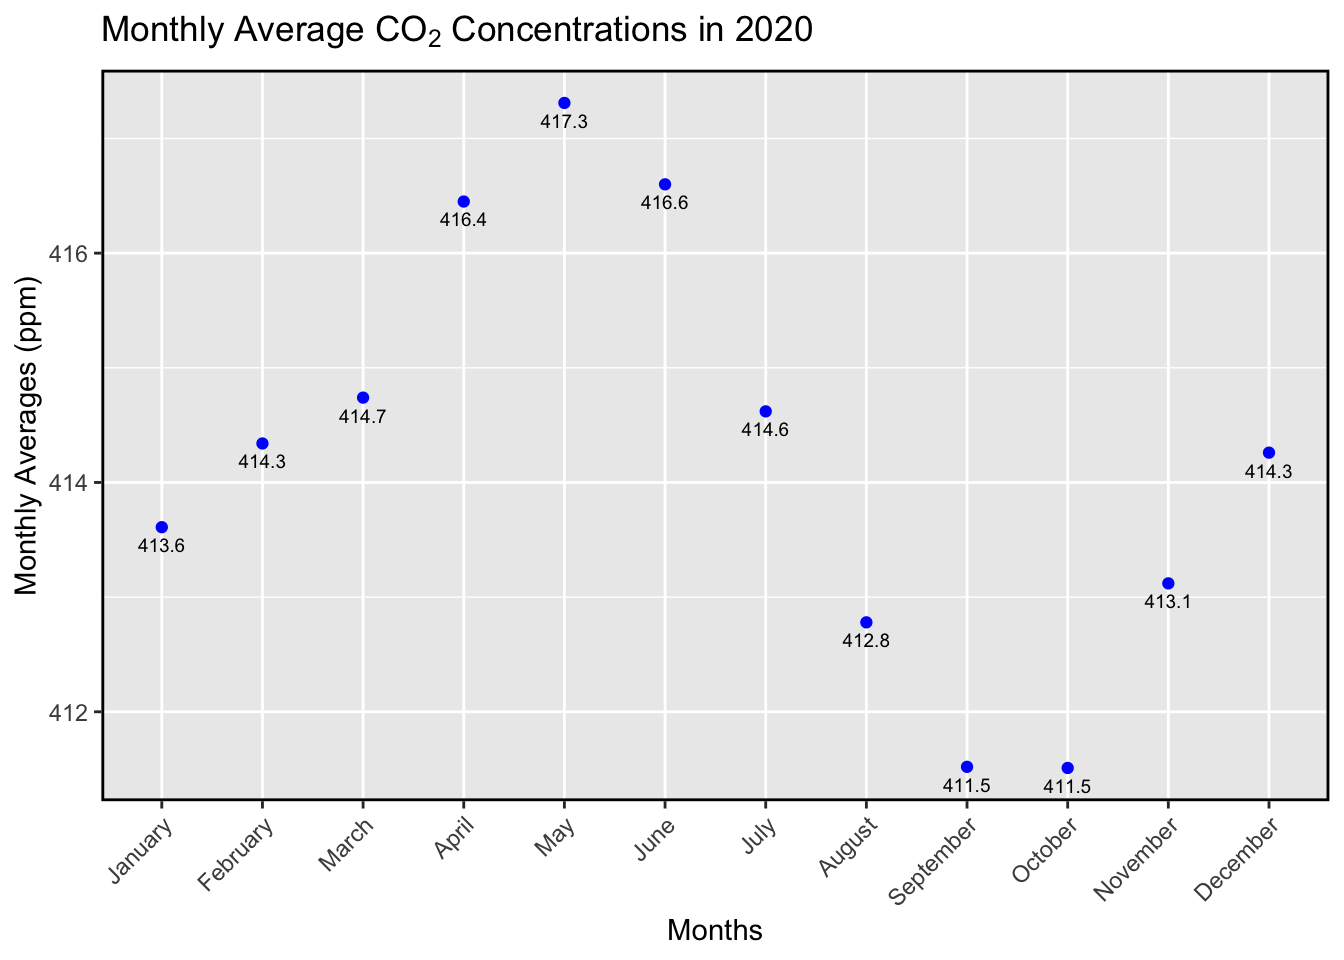 Monthly Average CO₂ Concentrations in 2020
Monthly Averages (ppm)
416
414
412
413.6
414.3
414.7
416.4
417.3
416.6
414.6
412.8
411.5
411.5
413.1
414.3
January
February
March
April
May
June
July
August
September
October
November
December
Months